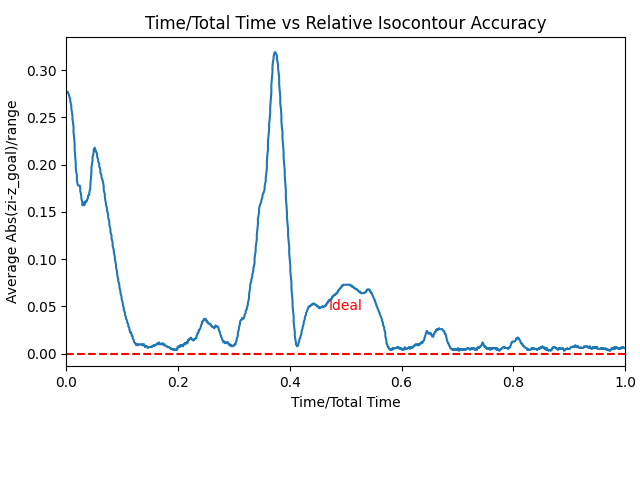 Time/Total Time vs Relative Isocontour Accuracy
Average Abs(zi-z_goal)/range
0.30
0.25
0.20
0.15
0.10
0.05
0.00
Ideal
0.0 0.2 0.4 0.6 0.8 1.0
Time/Total Time